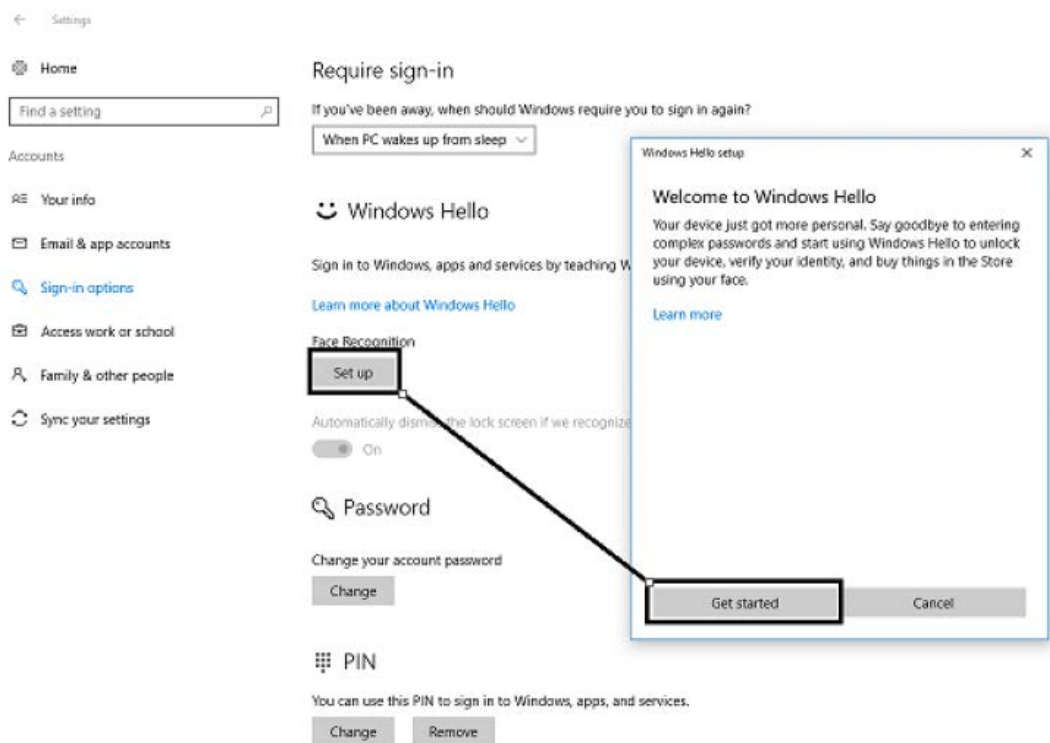 Settings
Home
Find a setting
Accounts
Your info
Email & app accounts
Sign-in options
Access work or school
Family & other people
Sync your settings
Require sign-in
If you've been away, when should Windows require you to sign in again?
When PC wakes up from sleep
Windows Hello
Sign in to Windows, apps and services by teaching W
Learn more about Windows Hello
Face Recognition
Set up
Automatically dismiss the lock screen if we recognize
On
Password
Change your account password
Change
PIN
You can use this PIN to sign in to Windows, apps, and services.
Change Remove
Windows Hello setup
Welcome to Windows Hello
Your device just got more personal. Say goodbye to entering
complex passwords and start using Windows Hello to unlock
your device, verify your identity, and buy things in the Store
using your face.
Learn more
Get started Cancel